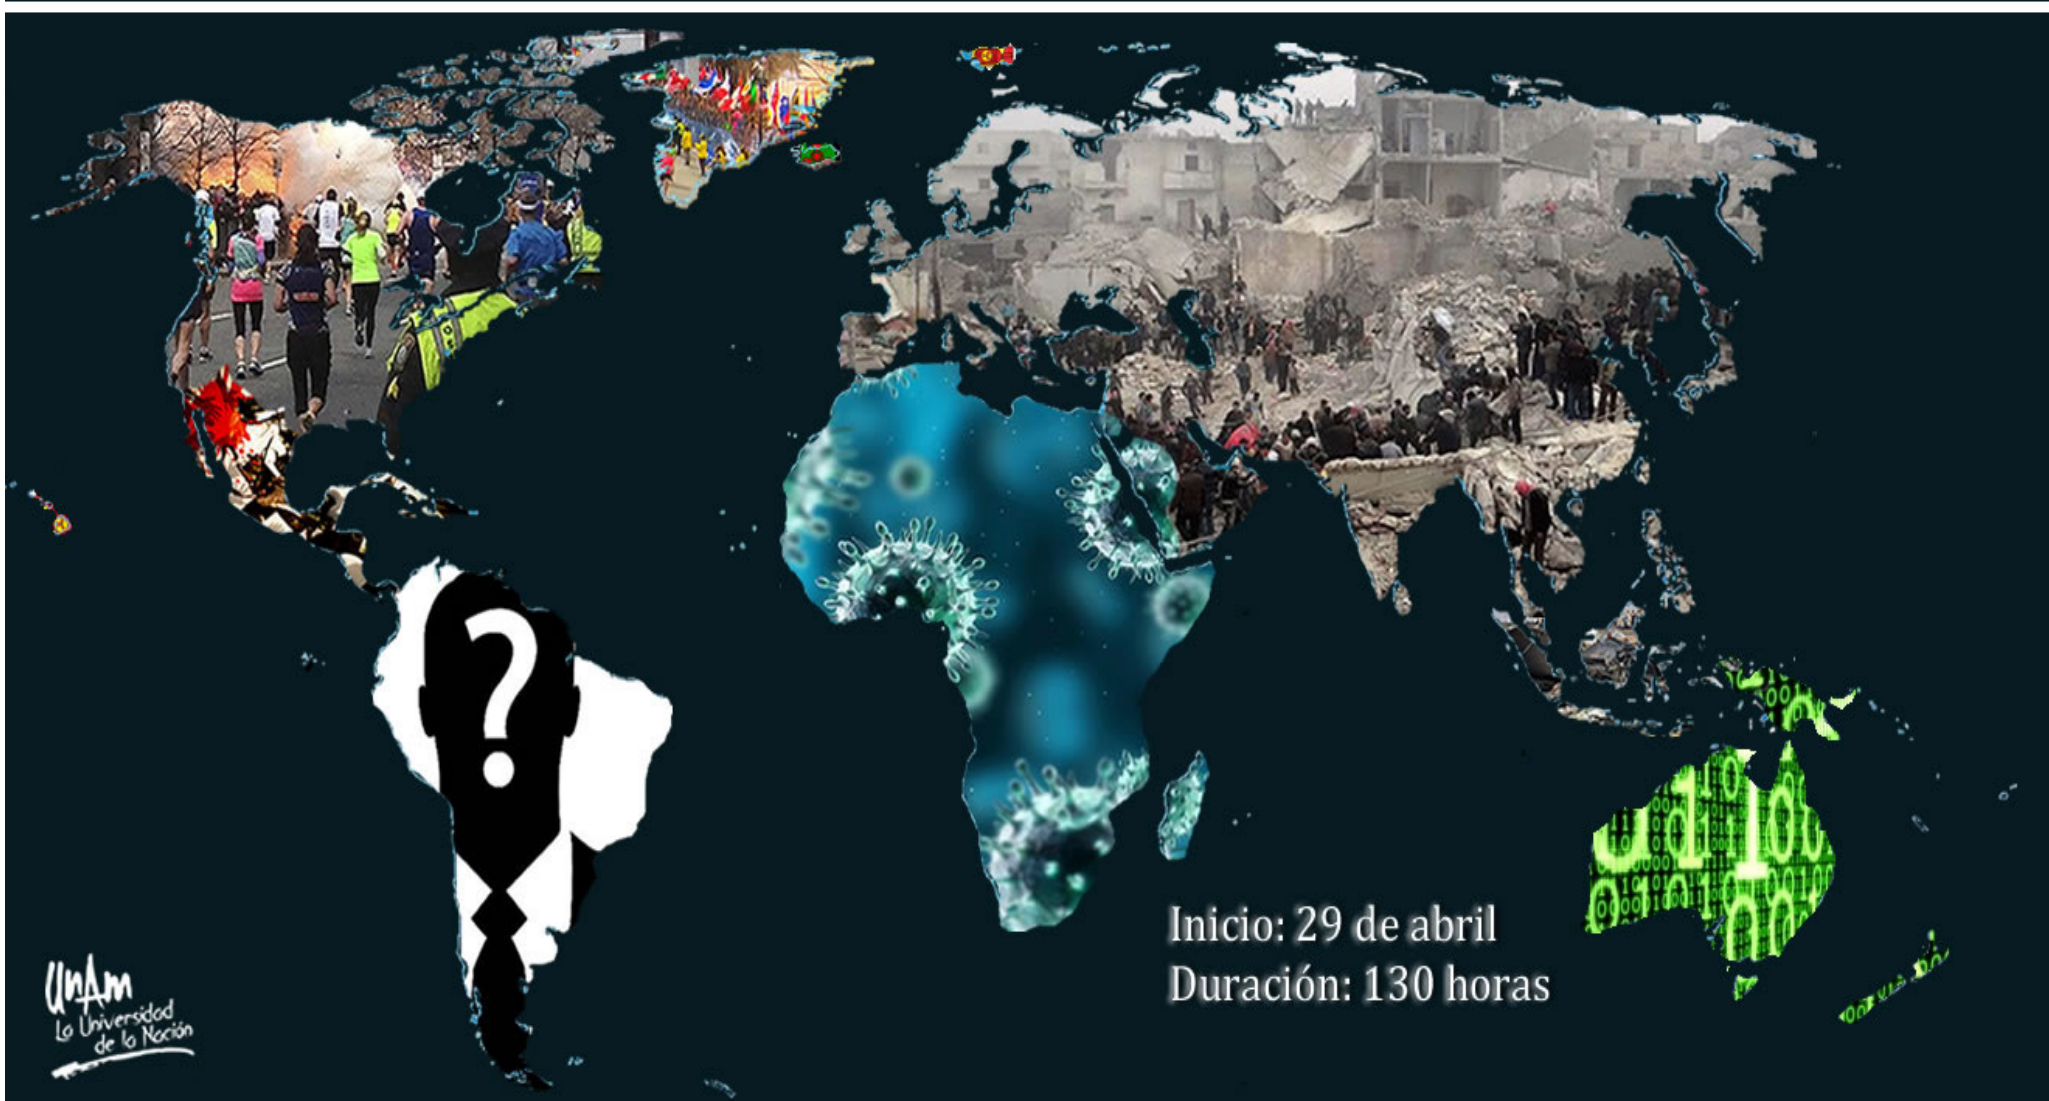 Inicio: 29 de abril
Duración: 130 horas
UnAm
La Universidad
de la Nación
?